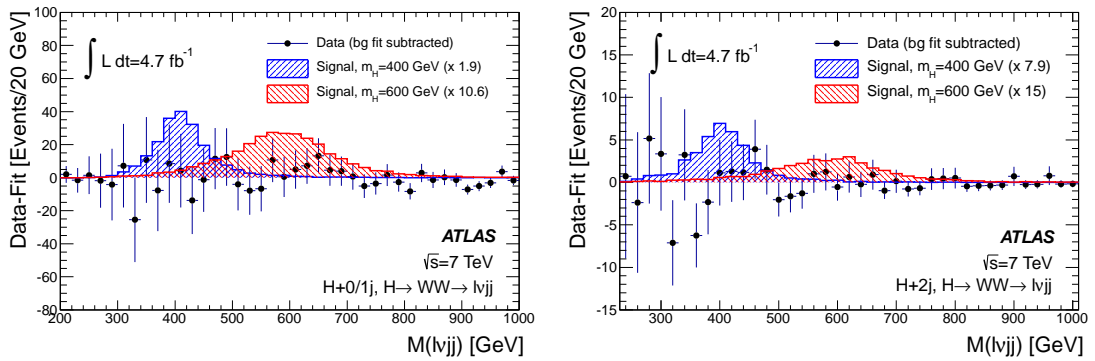 Data-Fit [Events/20 GeV]
100
80
60
40
20
0
-20
-40
-60
-80
∫ L dt=4.7 fb⁻¹
Data (bg fit subtracted)
Signal, m_H=400 GeV (x 1.9)
Signal, m_H=600 GeV (x 10.6)
ATLAS
√s=7 TeV
H+0/1j, H→ WW→ lνjj
200 300 400 500 600 700 800 900 1000
M(lνjj) [GeV]
Data-Fit [Events/20 GeV]
15
10
5
0
-5
-10
-15
∫ L dt=4.7 fb⁻¹
Data (bg fit subtracted)
Signal, m_H=400 GeV (x 7.9)
Signal, m_H=600 GeV (x 15)
ATLAS
√s=7 TeV
H+2j, H→ WW→ lνjj
300 400 500 600 700 800 900 1000
M(lνjj) [GeV]